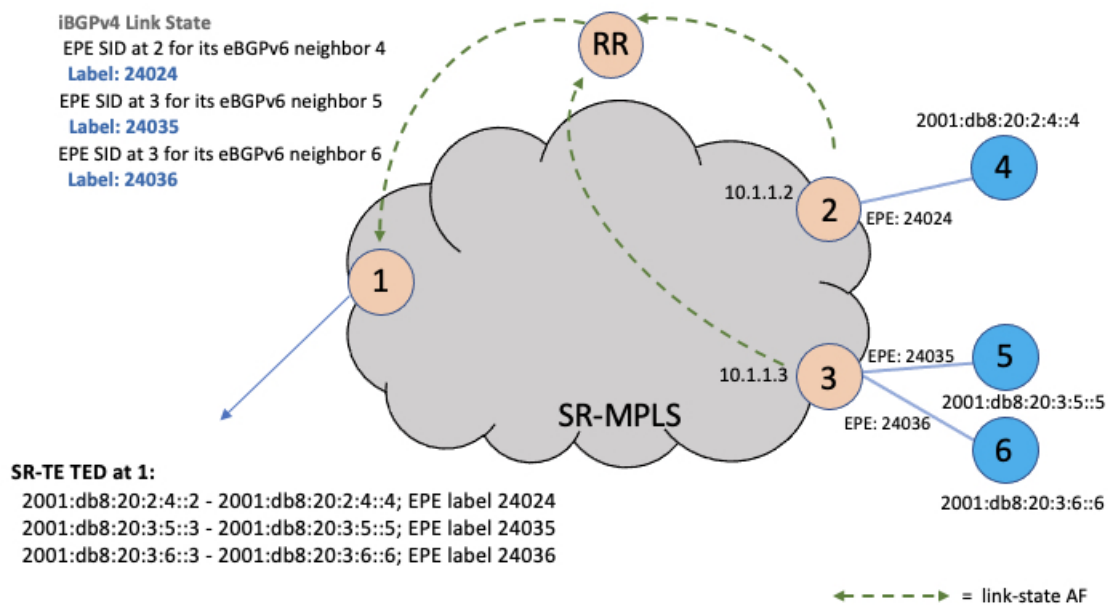 iBGPv4 Link State
EPE SID at 2 for its eBGPv6 neighbor 4
Label: 24024
EPE SID at 3 for its eBGPv6 neighbor 5
Label: 24035
EPE SID at 3 for its eBGPv6 neighbor 6
Label: 24036
RR
2001:db8:20:2:4::4
4
10.1.1.2
2
EPE: 24024
1
EPE: 24035
5
10.1.1.3
3
2001:db8:20:3:5::5
EPE: 24036
SR-MPLS
6
2001:db8:20:3:6::6
SR-TE TED at 1:
2001:db8:20:2:4::2 - 2001:db8:20:2:4::4; EPE label 24024
2001:db8:20:3:5::3 - 2001:db8:20:3:5::5; EPE label 24035
2001:db8:20:3:6::3 - 2001:db8:20:3:6::6; EPE label 24036
= link-state AF